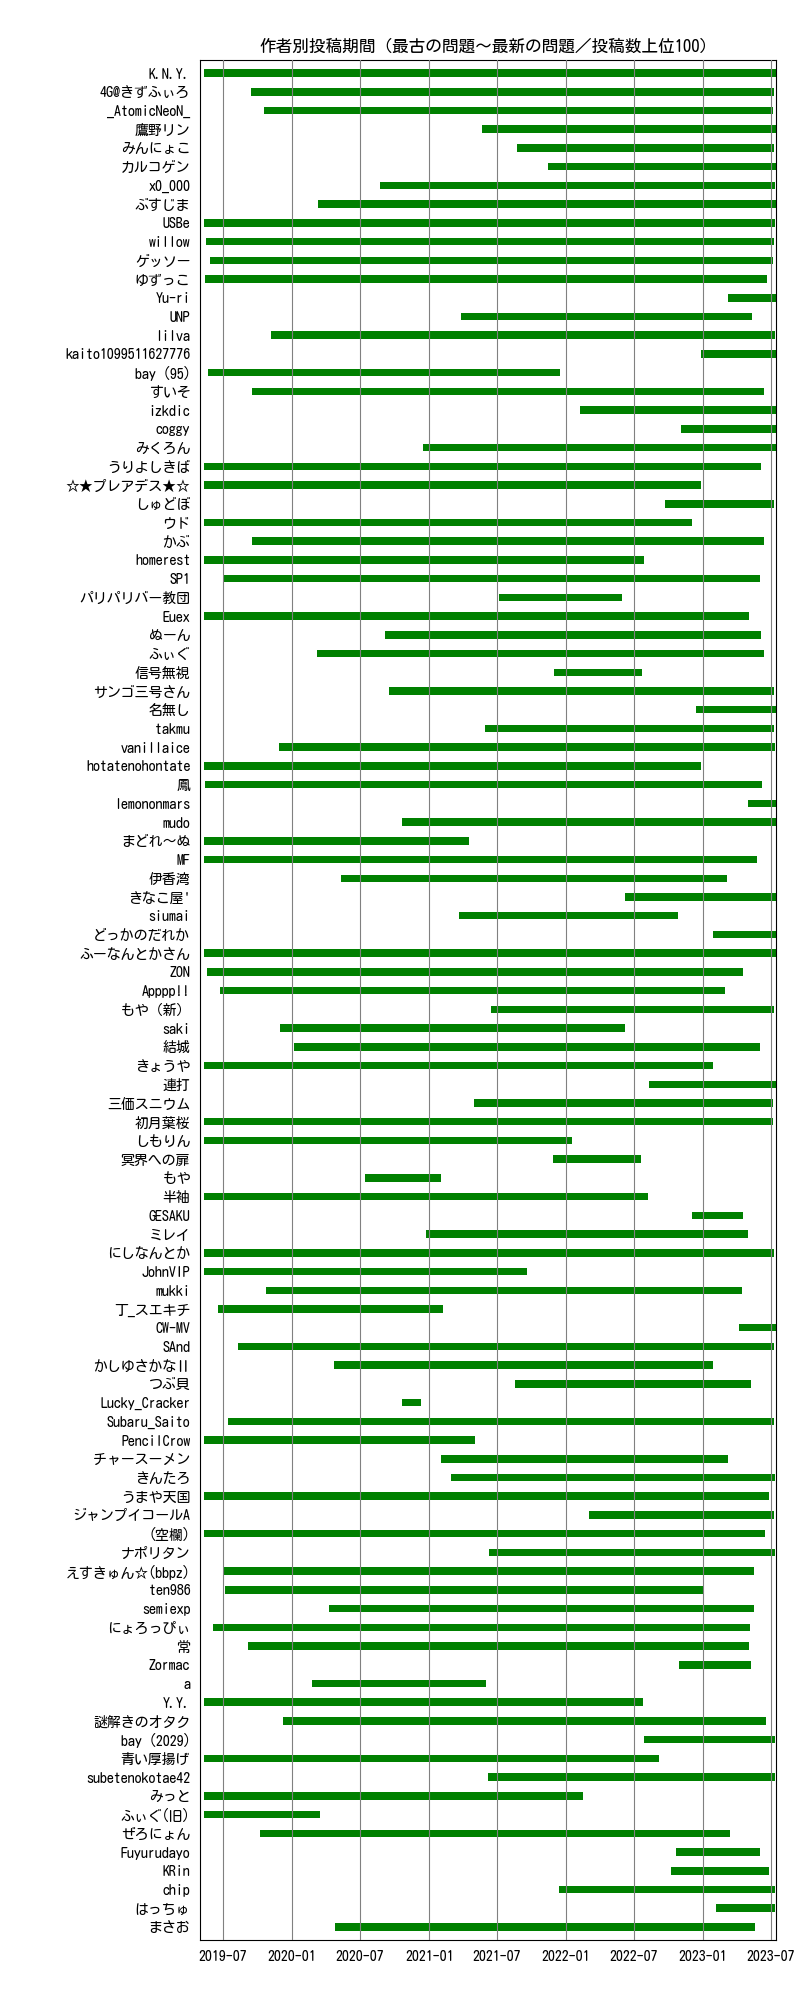 作者別投稿期間（最古の問題～最新の問題／投稿数上位100）
K.N.Y.
4G@きずふぃろ
_AtomicNeoN_
鷹野リン
みんにょこ
カルコゲン
x0_000
ぶすじま
USBe
willow
ゲッソー
ゆずっこ
Yu-ri
UNP
lilva
kaito1099511627776
bay (95)
すいそ
izkdic
coggy
みくろん
うりよしきば
☆★プレアデス★☆
しゅどぼ
ウド
かぶ
homerest
SP1
パリパリバー教団
Euex
ぬーん
ふぃぐ
信号無視
サンゴ三号さん
名無し
takmu
vanillaice
hotatenohontate
鳳
lemononmars
mudo
まどれ～ぬ
MF
伊香湾
きなこ屋'
siumai
どっかのだれか
ふーなんとかさん
ZON
AppppII
もや（新）
saki
結城
きょうや
連打
三価スニウム
初月葉桜
しもりん
冥界への扉
もや
半袖
GESAKU
ミレイ
にしなんとか
JohnVIP
mukki
丁_スエキチ
CW-MV
SAnd
かしゆさかなII
つぶ貝
Lucky_Cracker
Subaru_Saito
PencilCrow
チャースーメン
きんたろ
うまや天国
ジャンプイコールA
(空欄)
ナポリタン
えすきゅん☆(bbpz)
ten986
semiexp
にょろっぴぃ
常
Zormac
a
Y.Y.
謎解きのオタク
bay (2029)
青い厚揚げ
subetenokotae42
みっと
ふぃぐ(旧)
ぜろにょん
Fuyurudayo
KRin
chip
はっちゅ
まさお
2019-07 2020-01 2020-07 2021-01 2021-07 2022-01 2022-07 2023-01 2023-07